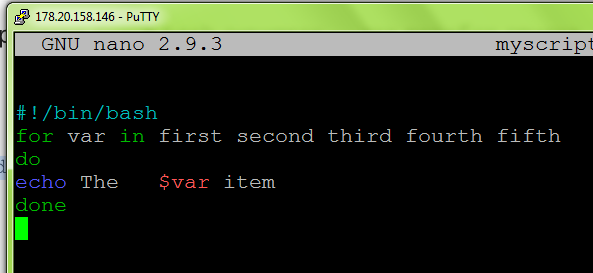 178.20.158.146 - PuTTY
GNU nano 2.9.3 myscript
#!/bin/bash
for var in first second third fourth fifth
do
echo The   $var item
done